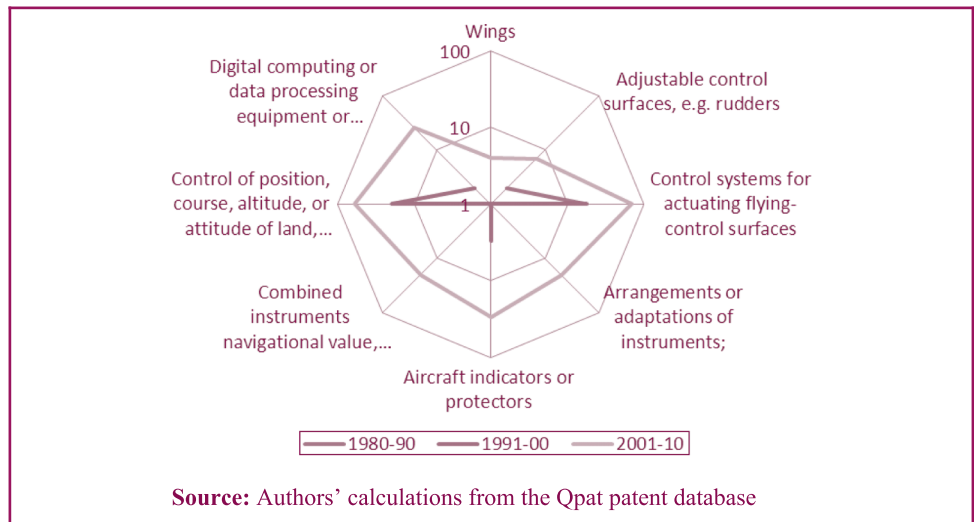 Wings
100
Digital computing or
data processing
equipment or...
Adjustable control
surfaces, e.g. rudders
10
Control of position,
course, altitude, or
attitude of land,...
1
Control systems for
actuating flying-
control surfaces
Combined
instruments
navigational value,...
Arrangements or
adaptations of
instruments;
Aircraft indicators or
protectors
1980-90 1991-00 2001-10
Source: Authors’ calculations from the Qpat patent database